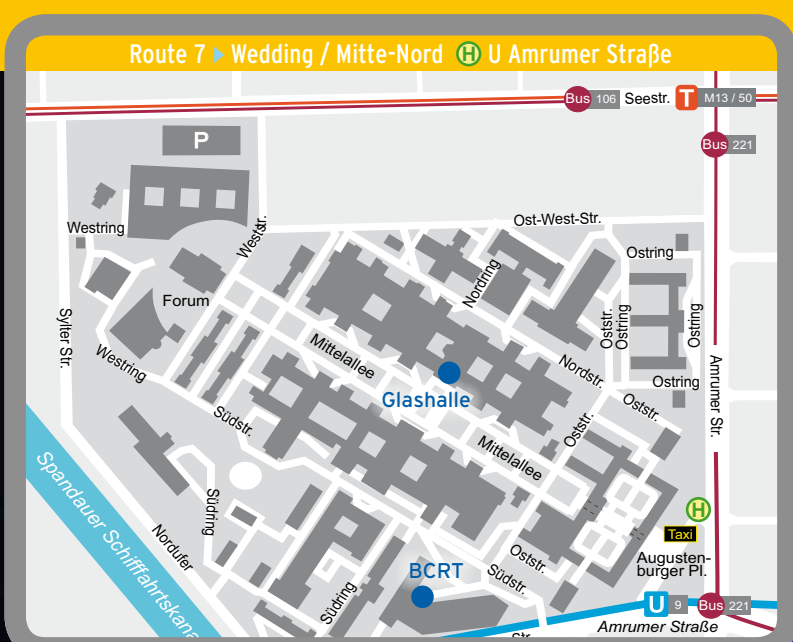 Route 7 ▸ Wedding / Mitte-Nord H U Amrumer Straße
Bus 106 Seestr. T M13 / 50
P
Bus 221
Westring
Weststr.
Ost-West-Str.
Ostring
Nordring
Forum
Sylter Str.
Mittelallee
Oststr.
Ostring
Ostring
Westring
Nordstr.
Ostring
Amrumer Str.
Glashalle
Oststr.
Südstr.
Oststr.
Mittelallee
Spandauer Schifffahrtskana
Südring
Nordufer
H
Taxi
Oststr.
Augusten-
burger Pl.
BCRT
Südstr.
Südring
U 9 Bus 221
Amrumer Straße